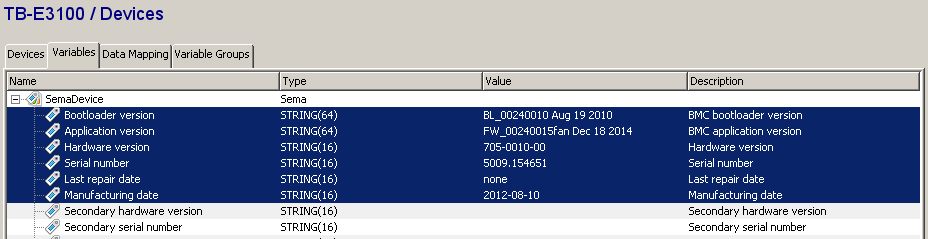 TB-E3100 / Devices
Devices Variables Data Mapping Variable Groups
Name Type Value Description
SemaDevice Sema
Bootloader version STRING(64) BL_00240010 Aug 19 2010 BMC bootloader version
Application version STRING(64) FW_00240015fan Dec 18 2014 BMC application version
Hardware version STRING(16) 705-0010-00 Hardware version
Serial number STRING(16) 5009.154651 Serial number
Last repair date STRING(16) none Last repair date
Manufacturing date STRING(16) 2012-08-10 Manufacturing date
Secondary hardware version STRING(16) Secondary hardware version
Secondary serial number STRING(16) Secondary serial number